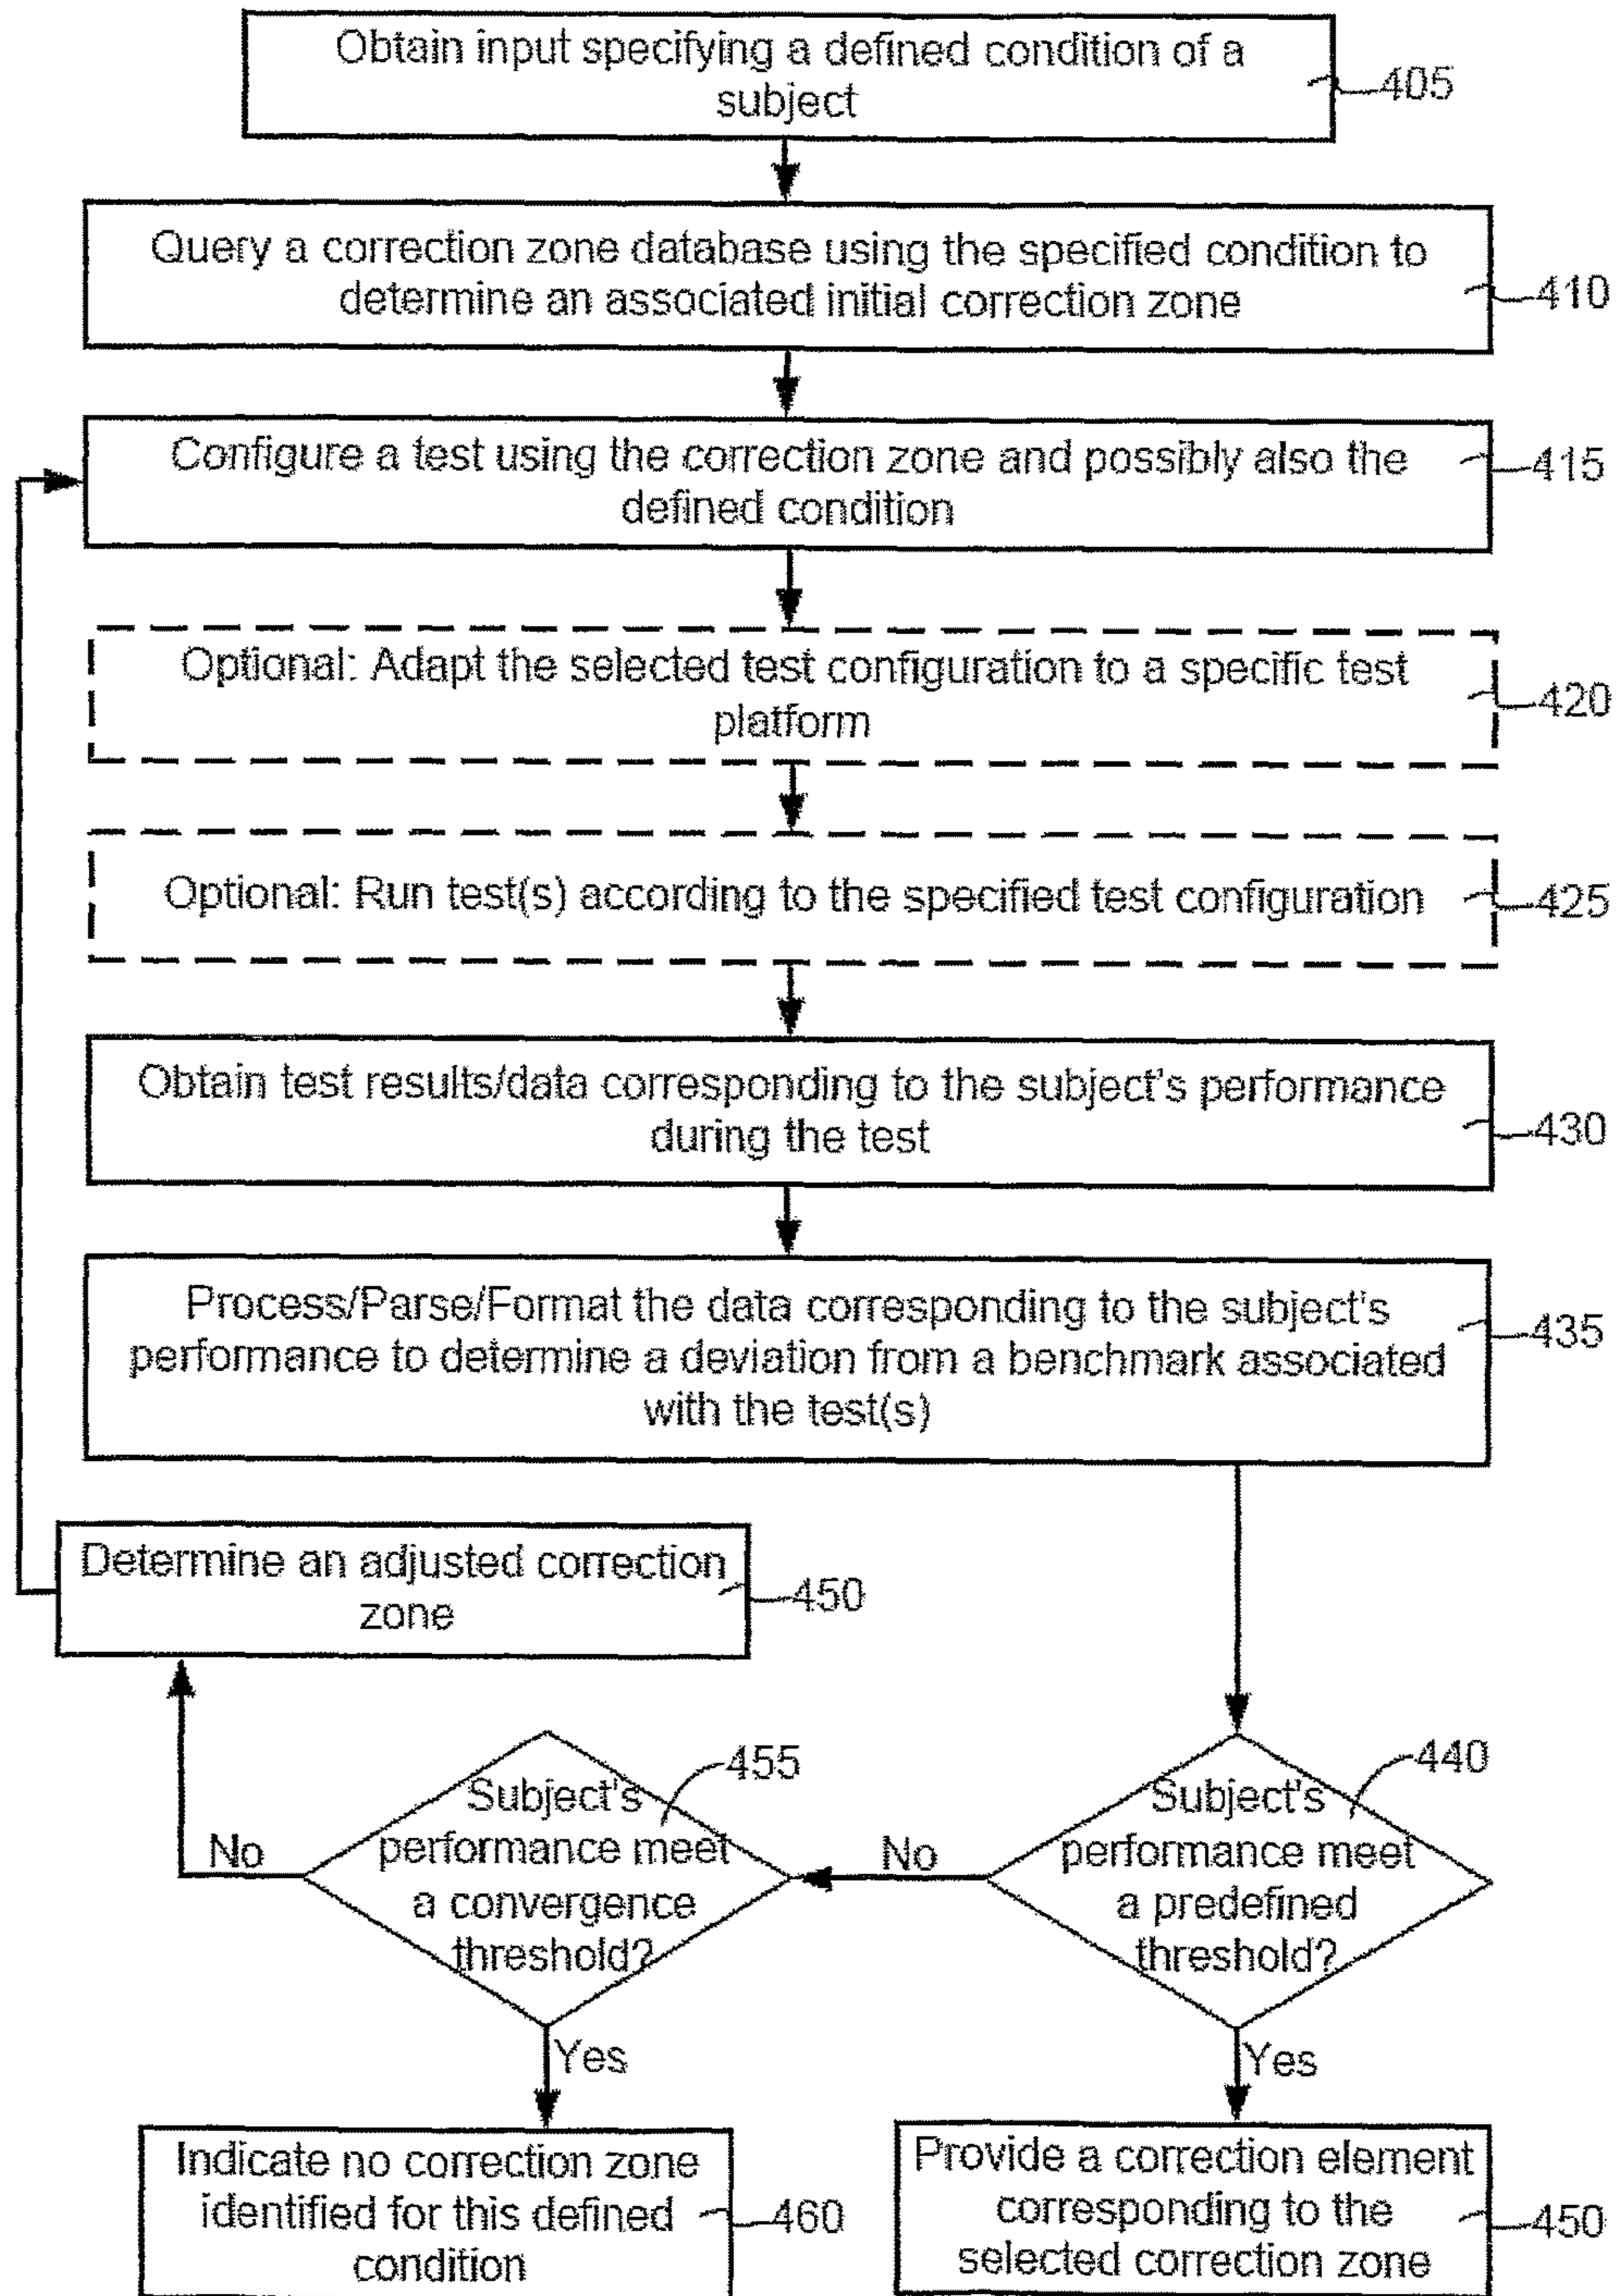 Obtain input specifying a defined condition of a
subject
405
Query a correction zone database using the specified condition to
determine an associated initial correction zone
410
Configure a test using the correction zone and possibly also the
defined condition
415
Optional: Adapt the selected test configuration to a specific test
platform
420
Optional: Run test(s) according to the specified test configuration
425
Obtain test results/data corresponding to the subject's performance
during the test
430
Process/Parse/Format the data corresponding to the subject's
performance to determine a deviation from a benchmark associated
with the test(s)
435
Determine an adjusted correction
zone
450
Subject's
performance meet
a convergence
threshold?
455
No
Yes
Subject's
performance meet
a predefined
threshold?
440
No
Yes
Indicate no correction zone
identified for this defined
condition
460
Provide a correction element
corresponding to the
selected correction zone
450